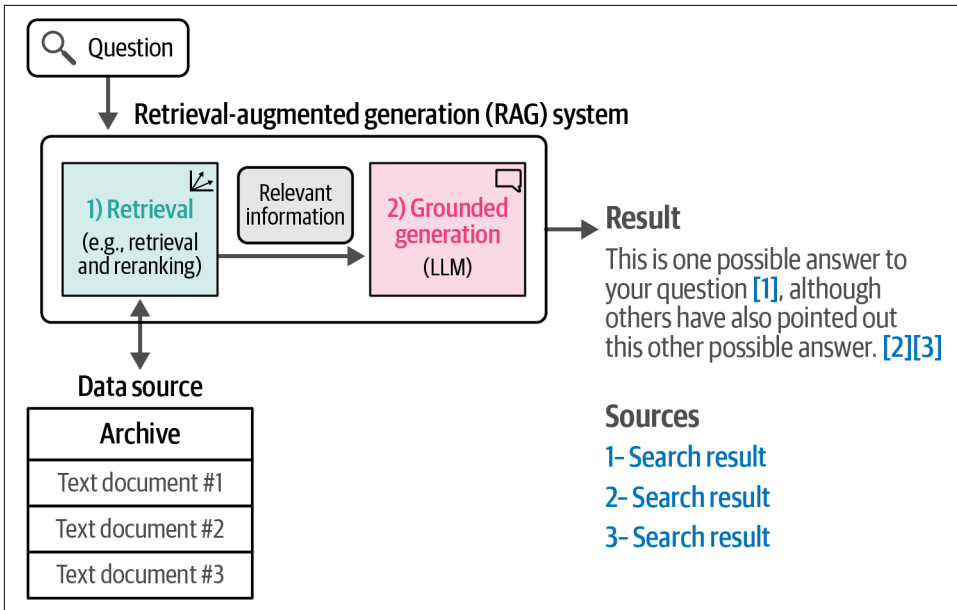 Question
Retrieval-augmented generation (RAG) system
1) Retrieval
(e.g., retrieval
and reranking)
Relevant
information
2) Grounded
generation
(LLM)
Result
This is one possible answer to
your question [1], although
others have also pointed out
this other possible answer. [2][3]
Data source
Archive
Text document #1
Text document #2
Text document #3
Sources
1– Search result
2– Search result
3– Search result